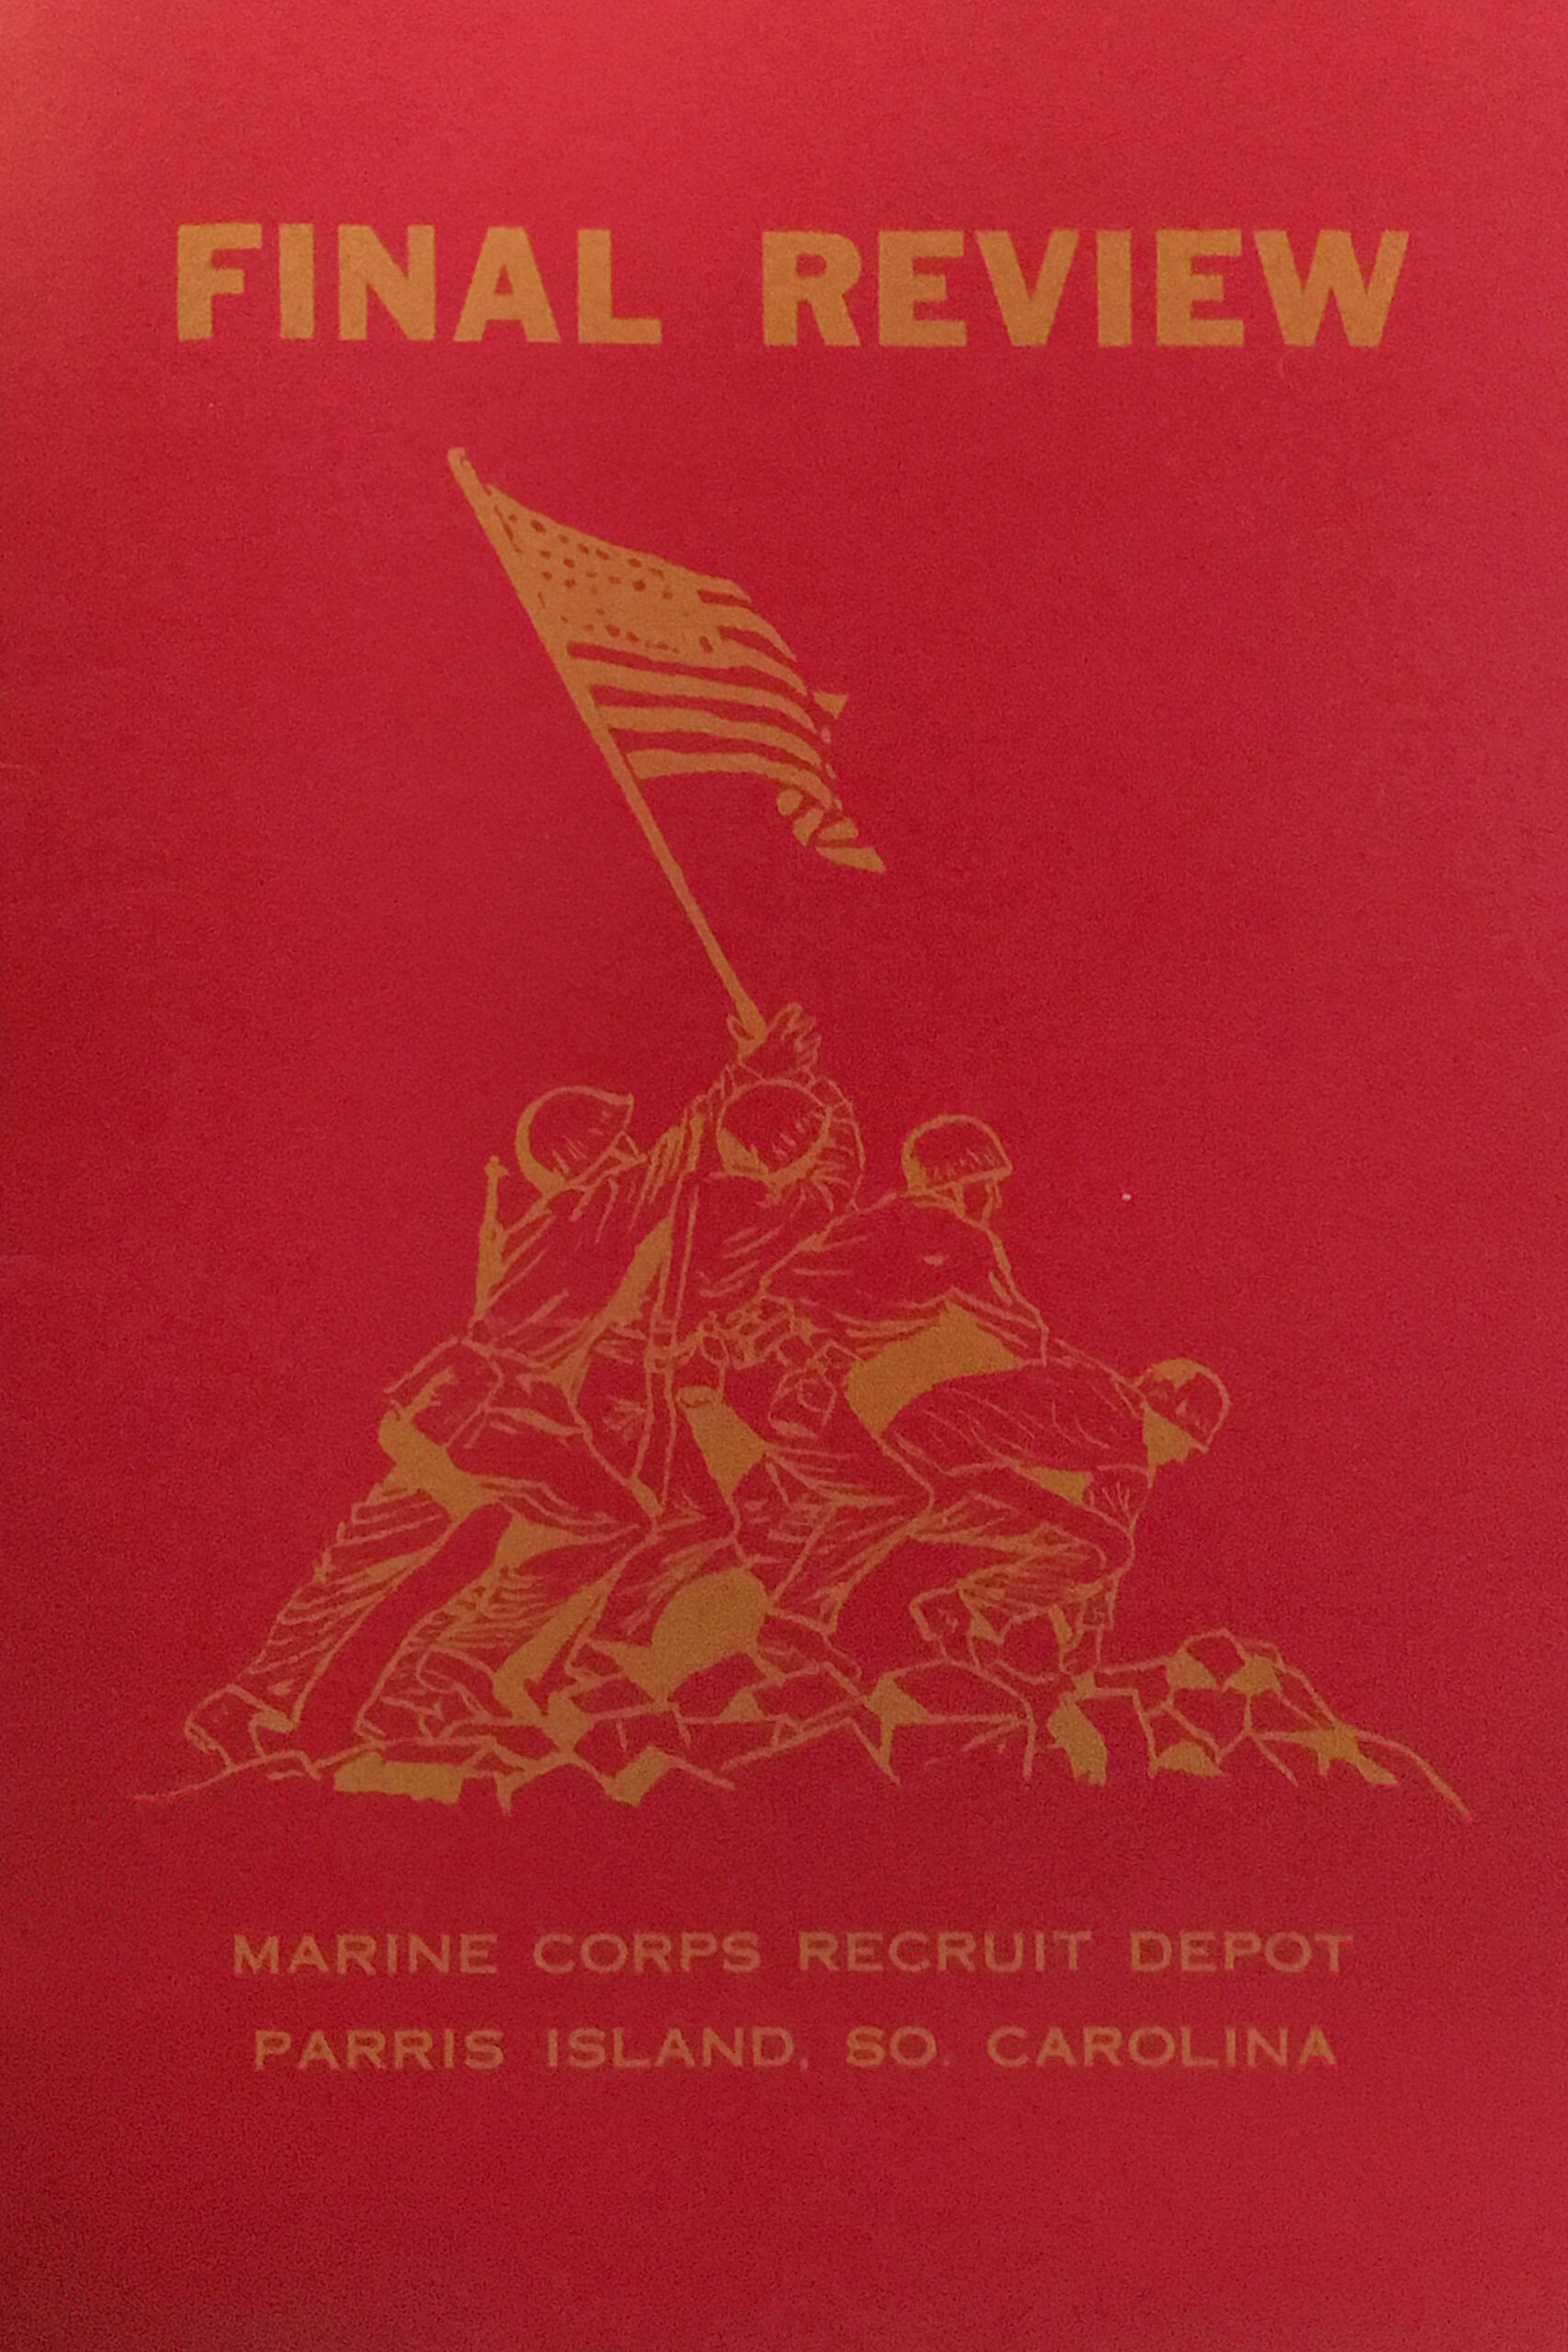 FINAL REVIEW
MARINE CORPS RECRUIT DEPOT
PARRIS ISLAND, SO. CAROLINA